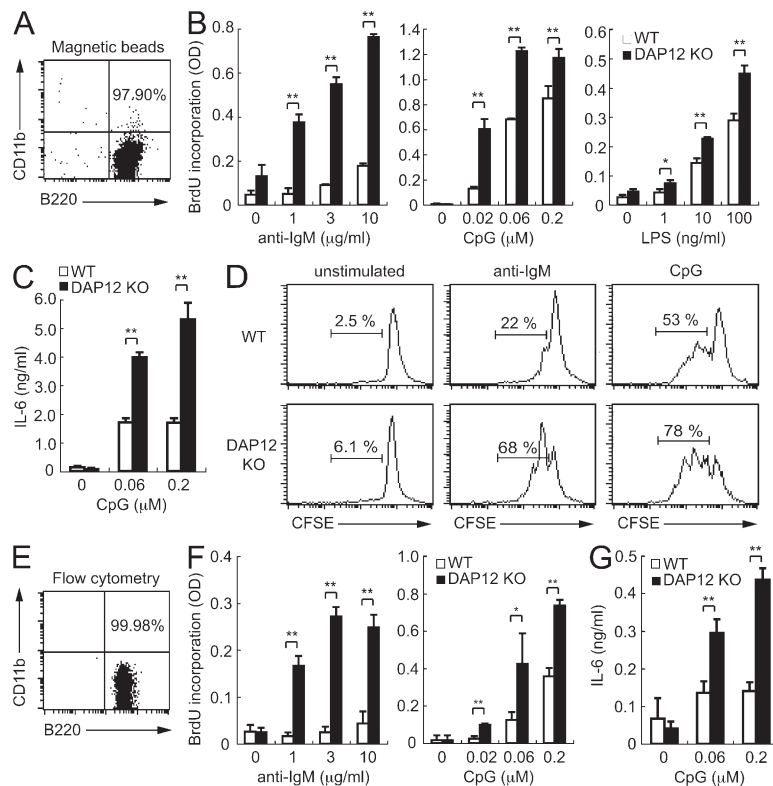 A
Magnetic beads
97.90%
CD11b
B220
B
BrdU incorporation (OD)
0.8
0.6
0.4
0.2
0
** ** **
0 1 3 10
anti-IgM (μg/ml)
1.4
1.2
1.0
0.8
0.6
0.4
0.2
0.0
** ** **
0 0.02 0.06 0.2
CpG (μM)
WT
DAP12 KO
0.6
0.5
0.4
0.3
0.2
0.1
0.0
* ** **
0 1 10 100
LPS (ng/ml)
C
WT
DAP12 KO
IL-6 (ng/ml)
6.0
5.0
4.0
3.0
2.0
1.0
0
** **
0 0.06 0.2
CpG (μM)
D
unstimulated anti-IgM CpG
WT
2.5 % 22 % 53 %
DAP12
KO
6.1 % 68 % 78 %
CFSE CFSE CFSE
E
Flow cytometry
99.98%
CD11b
B220
F
BrdU incorporation (OD)
0.4
0.3
0.2
0.1
0
** ** **
0 1 3 10
anti-IgM (μg/ml)
WT
DAP12 KO
1.0
0.8
0.6
0.4
0.2
0
** * **
0 0.02 0.06 0.2
CpG (μM)
G
WT
DAP12 KO
IL-6 (ng/ml)
0.5
0.4
0.3
0.2
0.1
0
** **
0 0.06 0.2
CpG (μM)